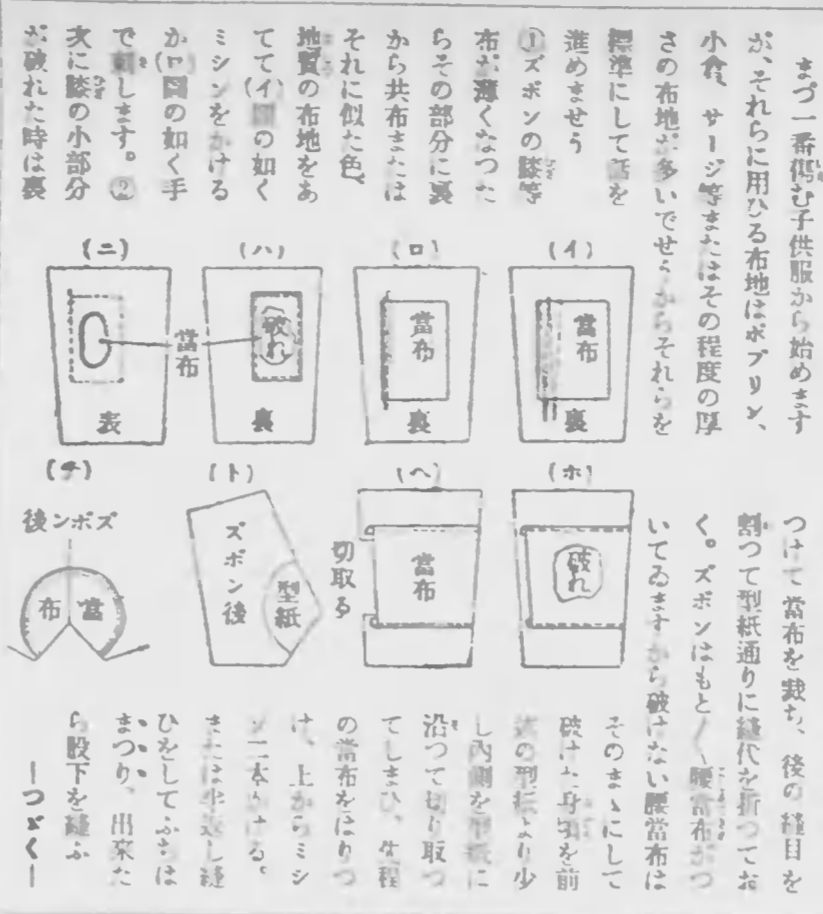 まづ一番傷む子供服から始めます
が、それらに用ひる布地はポプリン、
小倉、サージ等またはその程度の厚
さの布地が多いでせうからそれらを
標準にして話を
進めませう
①ズボンの膝等
布が薄くなつた
らその部分に裏
から共布または
それに似た色、
地質の布地をあ
てて(イ)圖の如く
ミシンをかける
か(ロ)圖の如く手
で刺します。②
次に膝の小部分
が破れた時は裏
(イ)
當布
裏
(ロ)
當布
裏
(ハ)
破れ
裏
當布
(ニ)
表
(ホ)
破れ
(ヘ)
當布
切取る
(ト)
ズボン後
型紙
(チ)
ズボン後
當布
つけて當布を裁ち、後の縫目を
割つて型紙通りに縫代を折つてお
く。ズボンはもと〳〵腰當布がつ
いてゐますから破けない腰當布は
そのまゝにして
破けた身頃を前
の型紙より少
し内側を型紙に
沿つて切り取つ
てしまひ、先程
の當布をはりつ
け、上からミシ
ン二本かける。
または半返し縫
ひをしてふちは
まつり、出來た
ら股下を縫ふ
―つゞく―